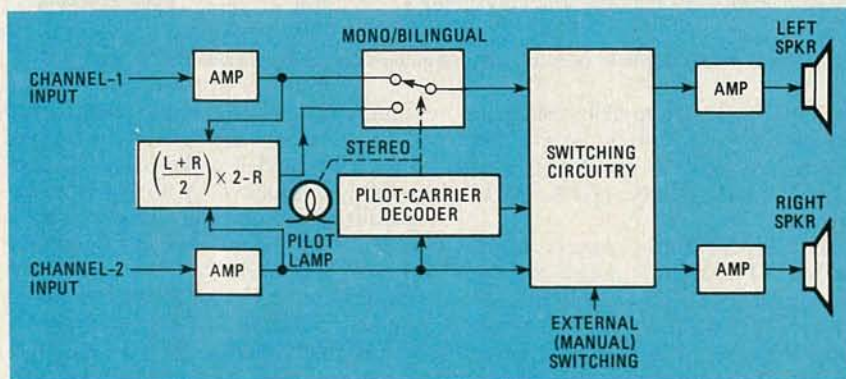 MONO/BILINGUAL
LEFT
SPKR
CHANNEL-1
INPUT
AMP
AMP
(L + R / 2) × 2-R
STEREO
SWITCHING
CIRCUITRY
PILOT-CARRIER
DECODER
PILOT
LAMP
RIGHT
SPKR
CHANNEL-2
INPUT
AMP
AMP
EXTERNAL
(MANUAL)
SWITCHING